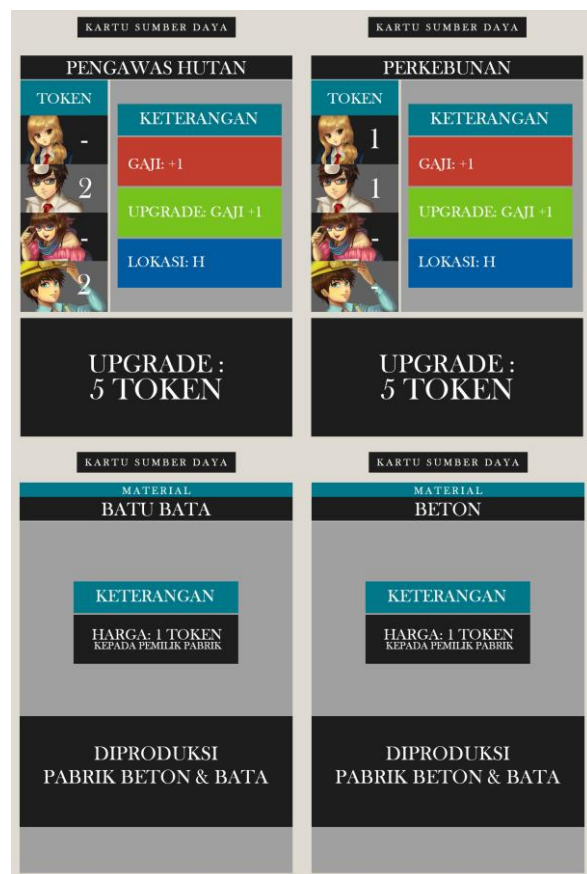 KARTU SUMBER DAYA
PENGAWAS HUTAN
TOKEN
-
2
-
2
KETERANGAN
GAJI: +1
UPGRADE: GAJI +1
LOKASI: H
UPGRADE :
5 TOKEN
KARTU SUMBER DAYA
PERKEBUNAN
TOKEN
1
1
-
-
KETERANGAN
GAJI: +1
UPGRADE: GAJI +1
LOKASI: H
UPGRADE :
5 TOKEN
KARTU SUMBER DAYA
MATERIAL
BATU BATA
KETERANGAN
HARGA: 1 TOKEN
KEPADA PEMILIK PABRIK
DIPRODUKSI
PABRIK BETON & BATA
KARTU SUMBER DAYA
MATERIAL
BETON
KETERANGAN
HARGA: 1 TOKEN
KEPADA PEMILIK PABRIK
DIPRODUKSI
PABRIK BETON & BATA